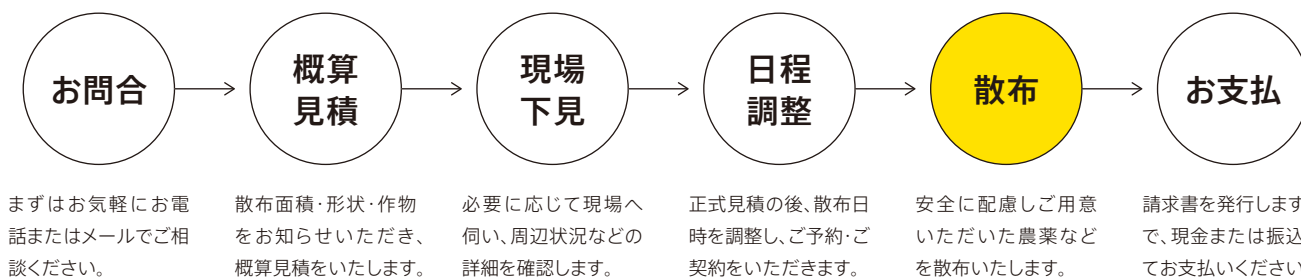 お問合
まずはお気軽にお電
話またはメールでご相
談ください。
概算
見積
散布面積・形状・作物
をお知らせいただき、
概算見積をいたします。
現場
下見
必要に応じて現場へ
伺い、周辺状況などの
詳細を確認します。
日程
調整
正式見積の後、散布日
時を調整し、ご予約・ご
契約をいただきます。
散布
安全に配慮しご用意
いただいた農薬など
を散布いたします。
お支払
請求書を発行します
で、現金または振込
てお支払いください